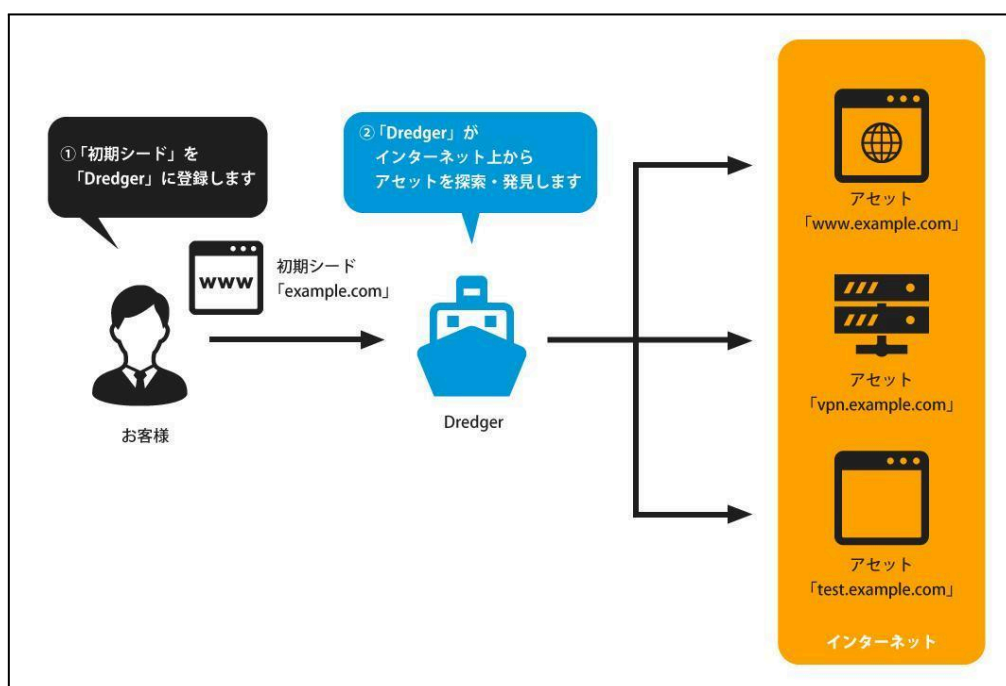 ①「初期シード」を
「Dredger」に登録します
②「Dredger」が
インターネット上から
アセットを探索・発見します
www
初期シード
「example.com」
お客様
Dredger
アセット
「www.example.com」
アセット
「vpn.example.com」
アセット
「test.example.com」
インターネット